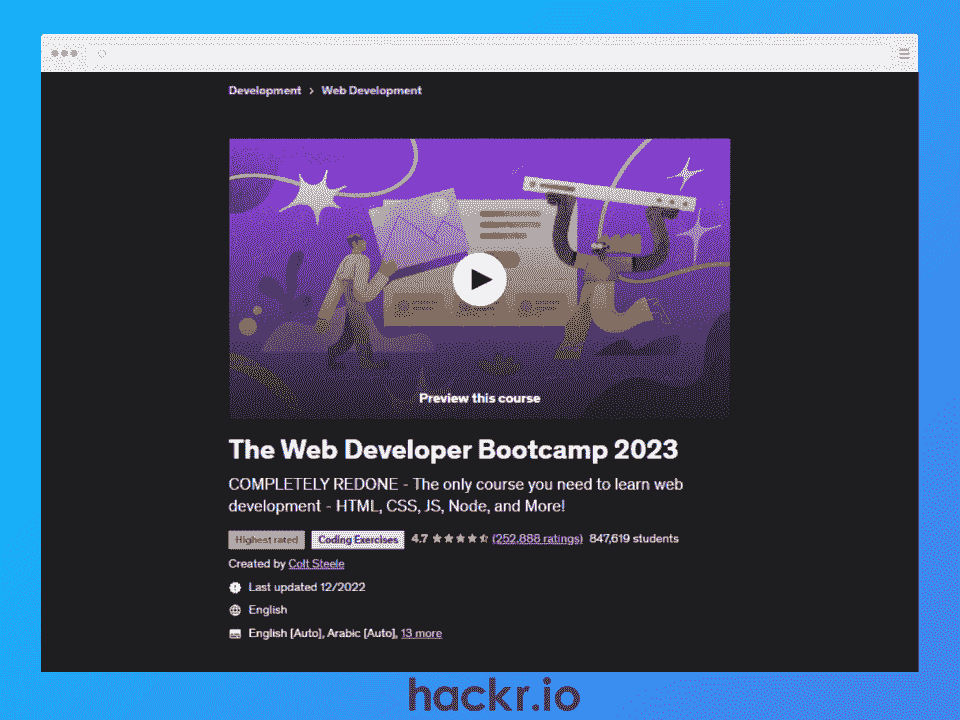 Development > Web Development
Preview this course
The Web Developer Bootcamp 2023
COMPLETELY REDONE - The only course you need to learn web
development - HTML, CSS, JS, Node, and More!
Highest rated Coding Exercises 4.7 (252,888 ratings) 847,619 students
Created by Colt Steele
Last updated 12/2022
English
English [Auto], Arabic [Auto], 13 more
hackr.io